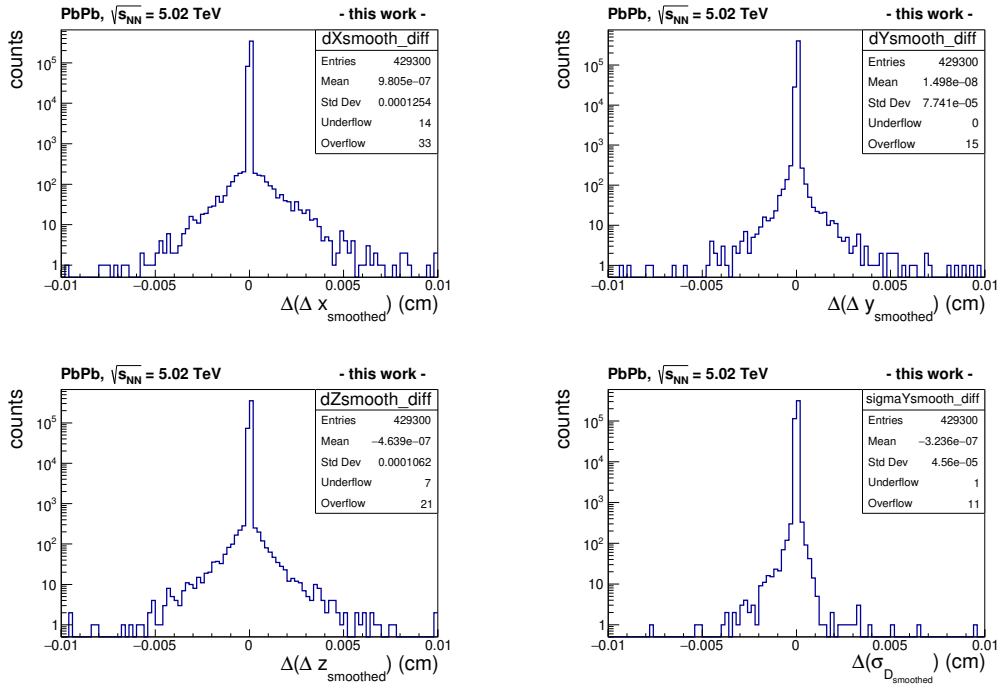 PbPb, √s_NN = 5.02 TeV - this work -
dXsmooth_diff
Entries 429300
Mean 9.805e-07
Std Dev 0.0001254
Underflow 14
Overflow 33
counts
10^5
10^4
10^3
10^2
10
1
−0.01 −0.005 0 0.005 0.01
Δ(Δ x_smoothed) (cm)
PbPb, √s_NN = 5.02 TeV - this work -
dYsmooth_diff
Entries 429300
Mean 1.498e-08
Std Dev 7.741e-05
Underflow 0
Overflow 15
counts
10^5
10^4
10^3
10^2
10
1
−0.01 −0.005 0 0.005 0.01
Δ(Δ y_smoothed) (cm)
PbPb, √s_NN = 5.02 TeV - this work -
dZsmooth_diff
Entries 429300
Mean −4.639e-07
Std Dev 0.0001062
Underflow 7
Overflow 21
counts
10^5
10^4
10^3
10^2
10
1
−0.01 −0.005 0 0.005 0.01
Δ(Δ z_smoothed) (cm)
PbPb, √s_NN = 5.02 TeV - this work -
sigmaYsmooth_diff
Entries 429300
Mean −3.236e-07
Std Dev 4.56e-05
Underflow 1
Overflow 11
counts
10^5
10^4
10^3
10^2
10
1
−0.01 −0.005 0 0.005 0.01
Δ(σ_D_smoothed) (cm)